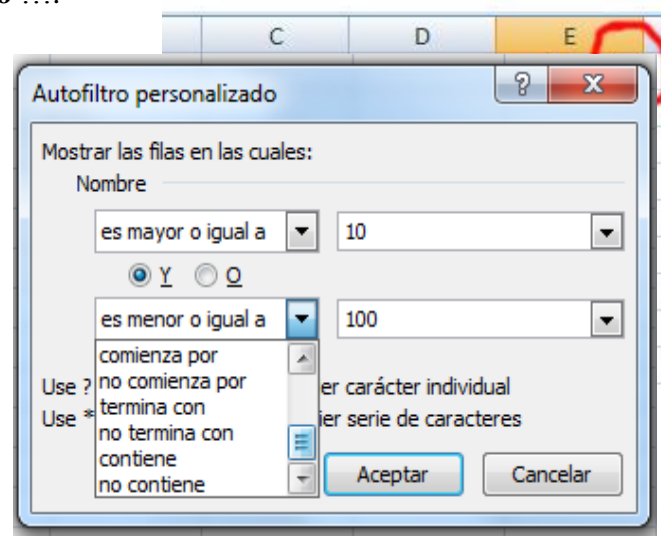 C D E
Autofiltro personalizado
Mostrar las filas en las cuales:
Nombre
es mayor o igual a 10
Y O
es menor o igual a 100
comienza por
no comienza por
termina con
no termina con
contiene
no contiene
Use ? er carácter individual
Use * ier serie de caracteres
Aceptar Cancelar